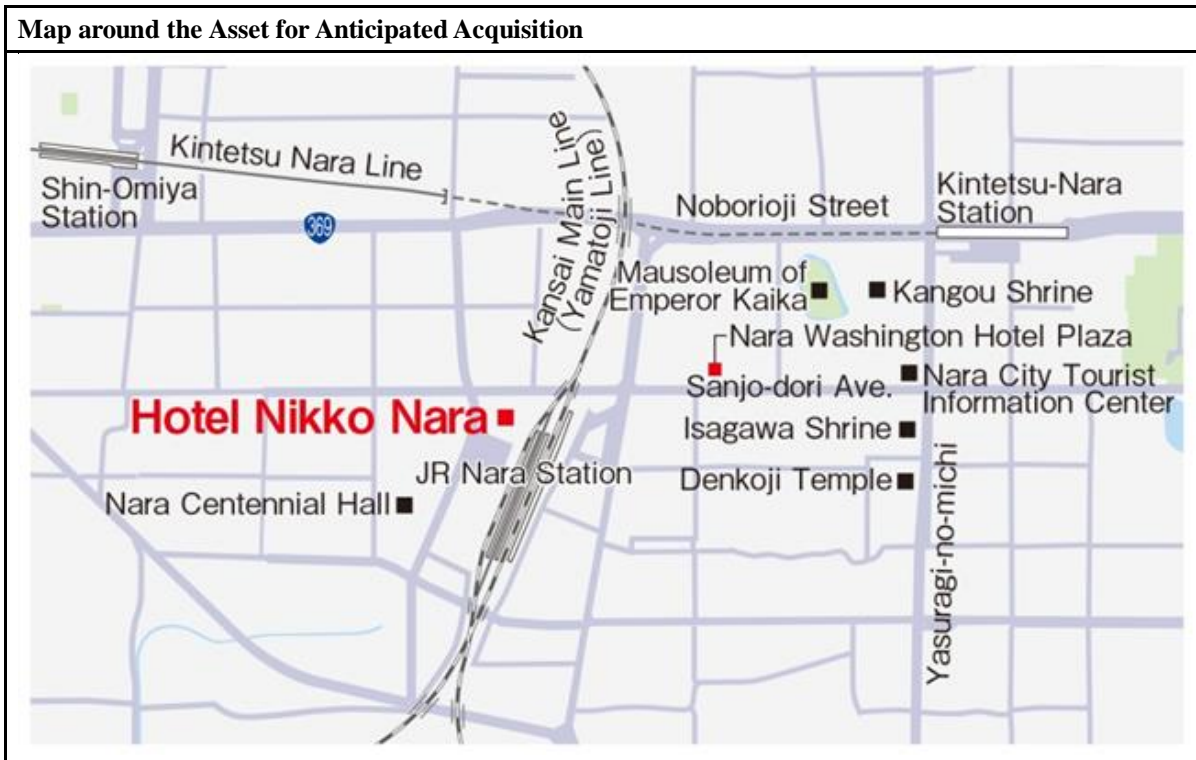 Map around the Asset for Anticipated Acquisition
Kintetsu Nara Line
Shin-Omiya
Station
369
Kansai Main Line
(Yamatoji Line)
Noborioji Street
Kintetsu-Nara
Station
Mausoleum of
Emperor Kaika
Kangou Shrine
Nara Washington Hotel Plaza
Sanjo-dori Ave.
Nara City Tourist
Information Center
Hotel Nikko Nara
Isagawa Shrine
JR Nara Station
Denkoji Temple
Nara Centennial Hall
Yasuragi-no-michi